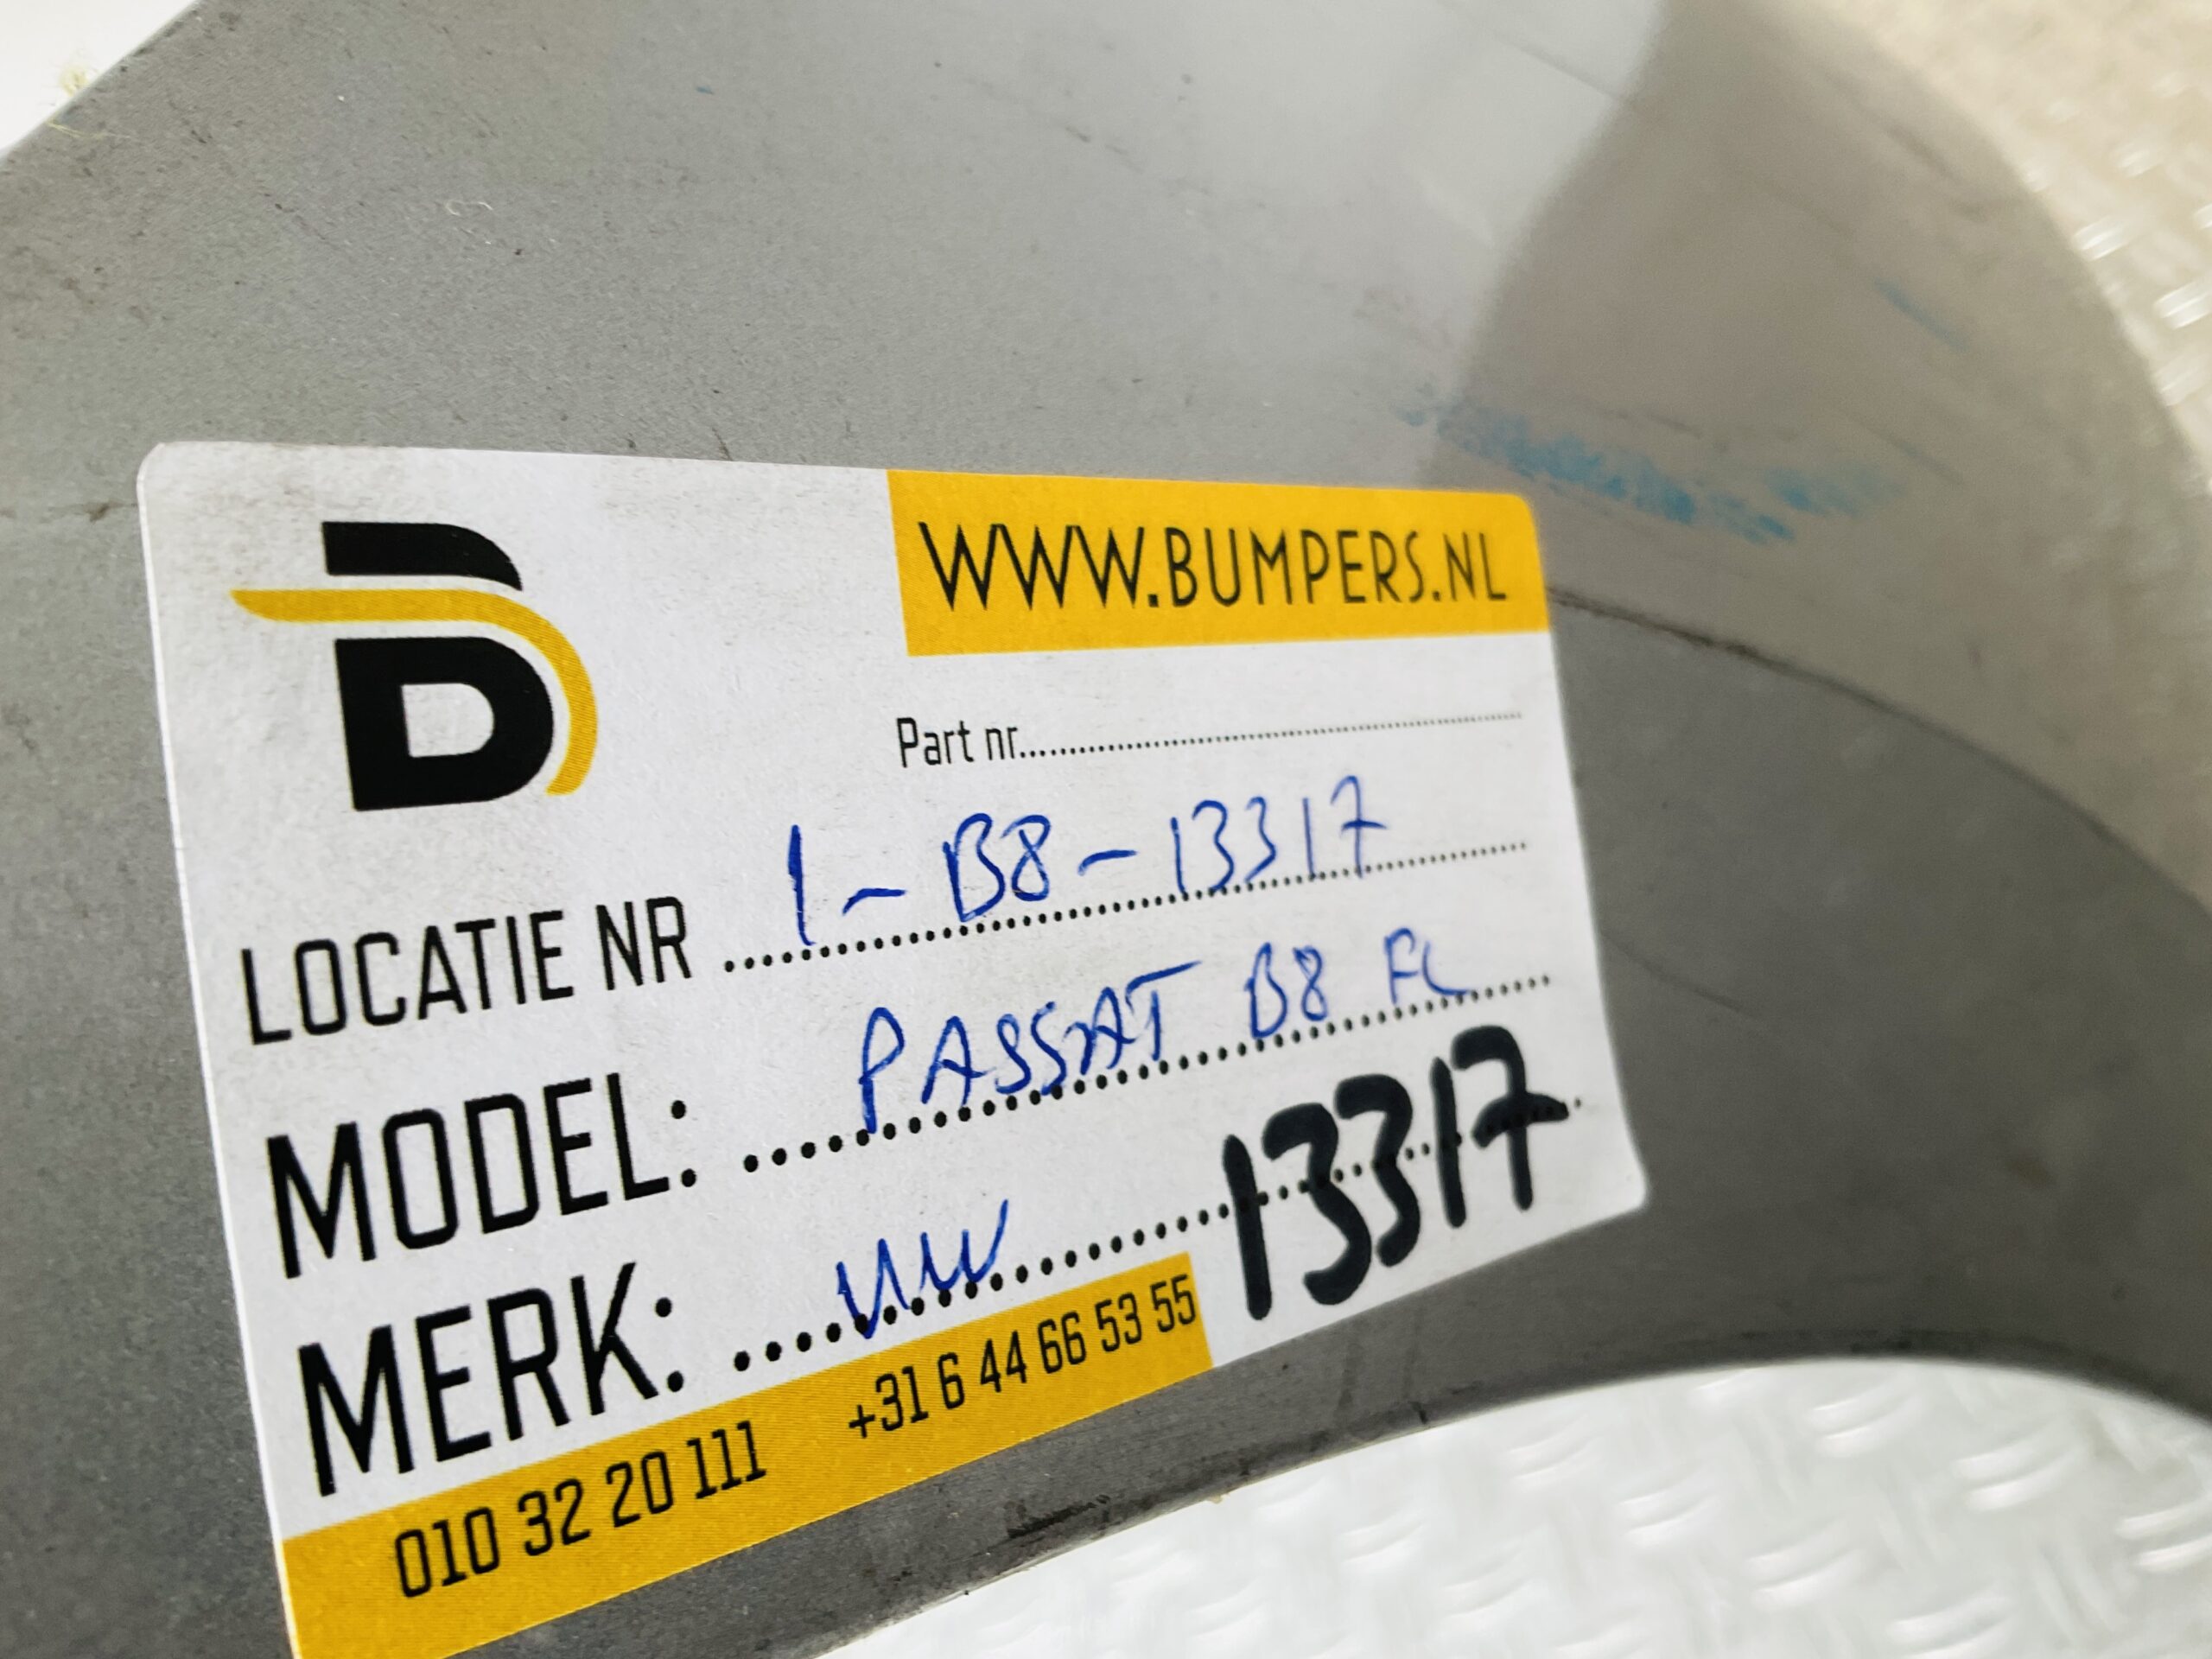 B
WWW.BUMPERS.NL
Part nr.
LOCATIE NR 1-B8-13317
MODEL: PASSAT B8 FL
MERK: VW 13317
010 32 20 111 +31 6 44 66 53 55